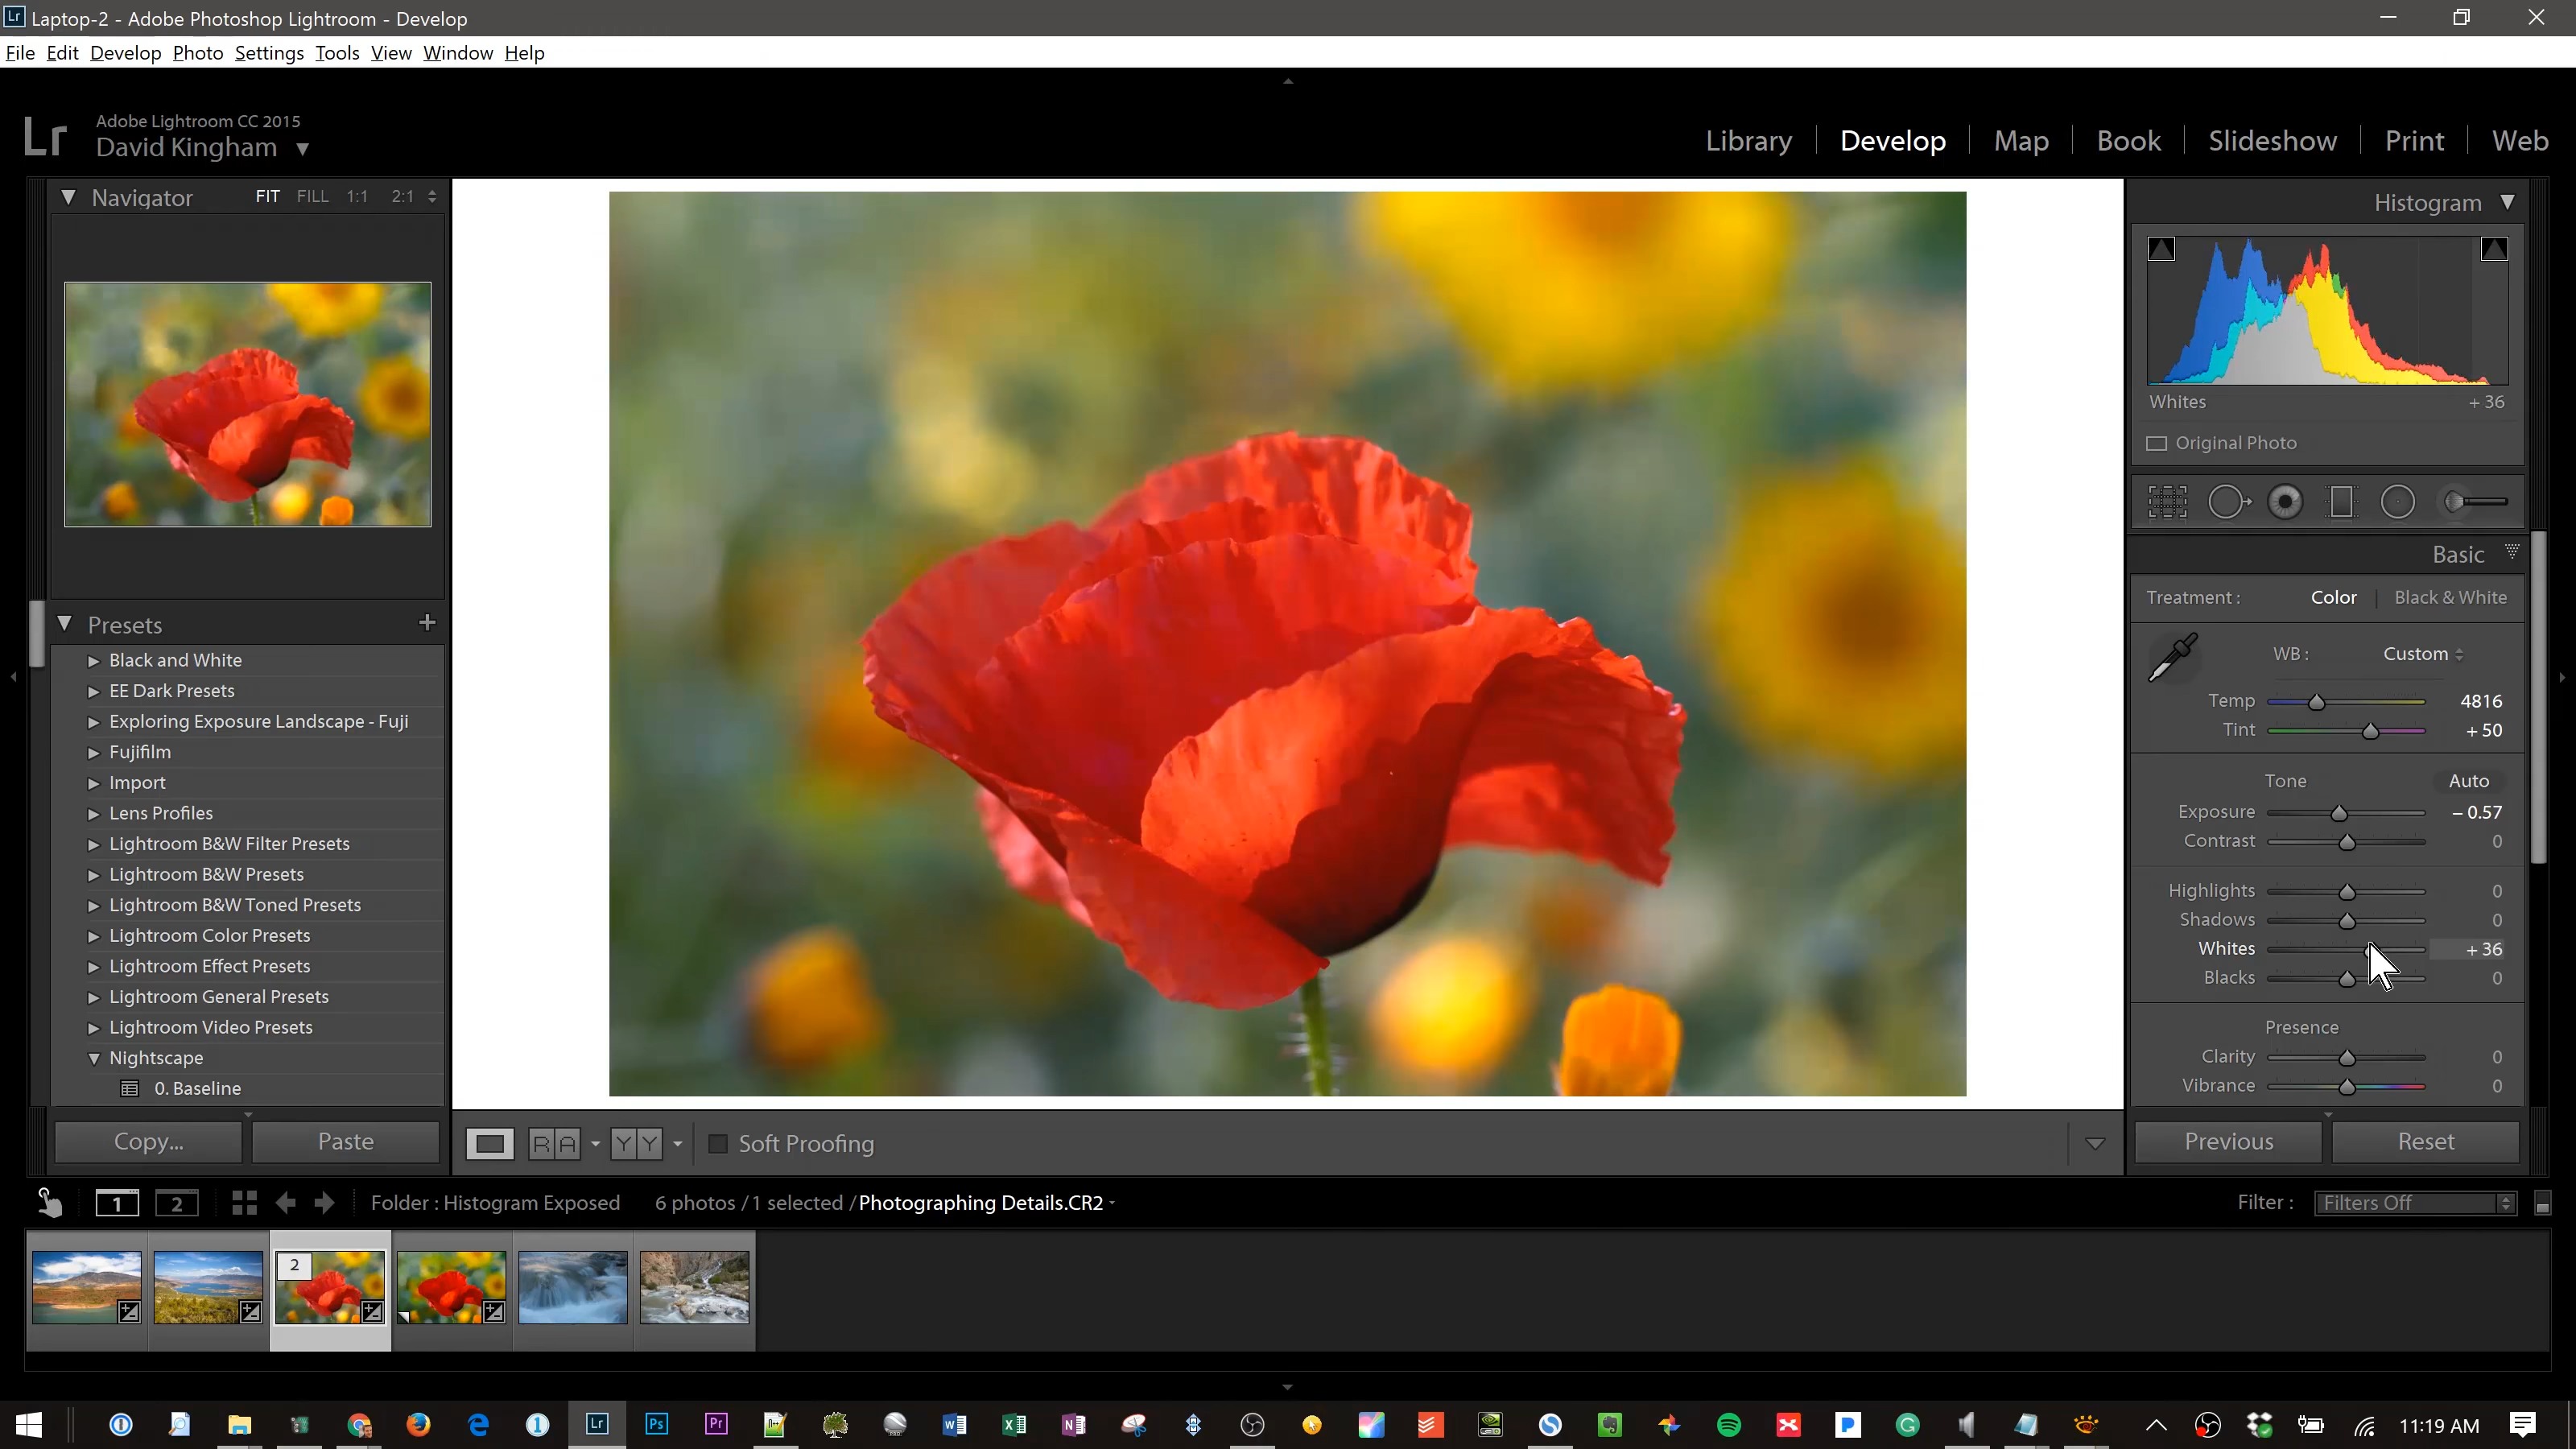 Lr Laptop-2 - Adobe Photoshop Lightroom - Develop
File Edit Develop Photo Settings Tools View Window Help
Lr Adobe Lightroom CC 2015
David Kingham
Library Develop Map Book Slideshow Print Web
Navigator FIT FILL 1:1 2:1
Presets +
Black and White
EE Dark Presets
Exploring Exposure Landscape - Fuji
Fujifilm
Import
Lens Profiles
Lightroom B&W Filter Presets
Lightroom B&W Presets
Lightroom B&W Toned Presets
Lightroom Color Presets
Lightroom Effect Presets
Lightroom General Presets
Lightroom Video Presets
Nightscape
0. Baseline
Copy... Paste
R A Y Y Soft Proofing
Histogram
Whites + 36
Original Photo
Basic
Treatment : Color Black & White
WB : Custom
Temp 4816
Tint + 50
Tone Auto
Exposure - 0.57
Contrast 0
Highlights 0
Shadows 0
Whites + 36
Blacks 0
Presence
Clarity 0
Vibrance 0
Previous Reset
1 2 Folder : Histogram Exposed 6 photos / 1 selected / Photographing Details.CR2
Filter : Filters Off
2
Lr Ps Pr 11:19 AM